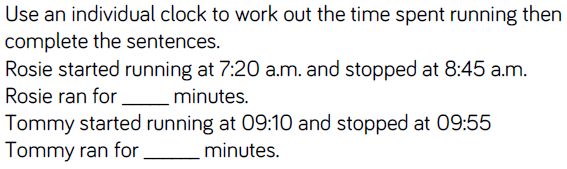 Use an individual clock to work out the time spent running then
complete the sentences.
Rosie started running at 7:20 a.m. and stopped at 8:45 a.m.
Rosie ran for _____ minutes.
Tommy started running at 09:10 and stopped at 09:55
Tommy ran for ______ minutes.